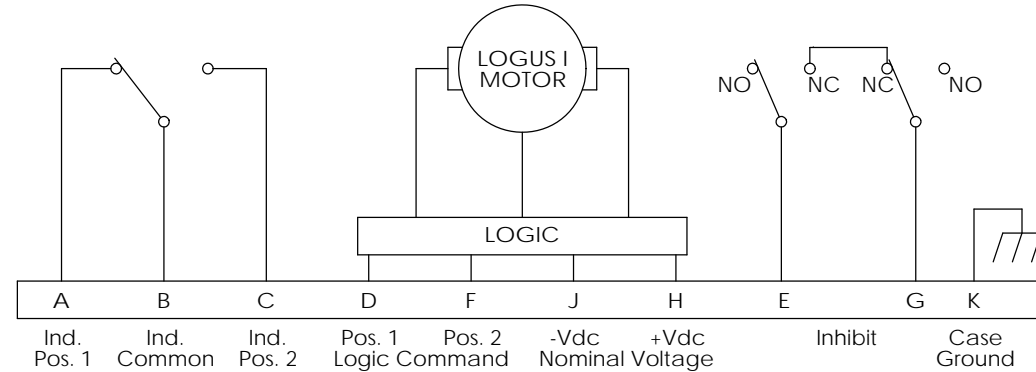 LOGUS I
MOTOR
NO NC NC NO
LOGIC
A B C D F J H E G K
Ind. Pos. 1
Ind. Common
Ind. Pos. 2
Pos. 1 Pos. 2
Logic Command
-Vdc +Vdc
Nominal Voltage
Inhibit
Case
Ground